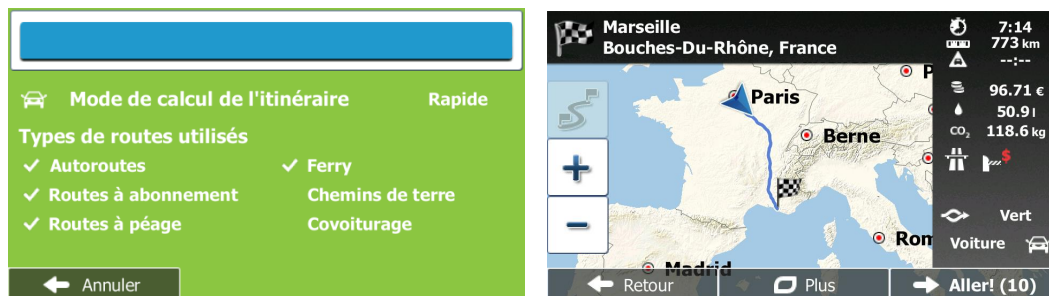 Mode de calcul de l'itinéraire Rapide
Types de routes utilisés
Autoroutes Ferry
Routes à abonnement Chemins de terre
Routes à péage Covoiturage
Annuler
Marseille
Bouches-Du-Rhône, France
7:14
773 km
--:--
96.71 €
50.9 l
CO2 118.6 kg
$
Vert
Voiture
P
Paris
Berne
Rom
Madrid
Retour
Plus
Aller! (10)